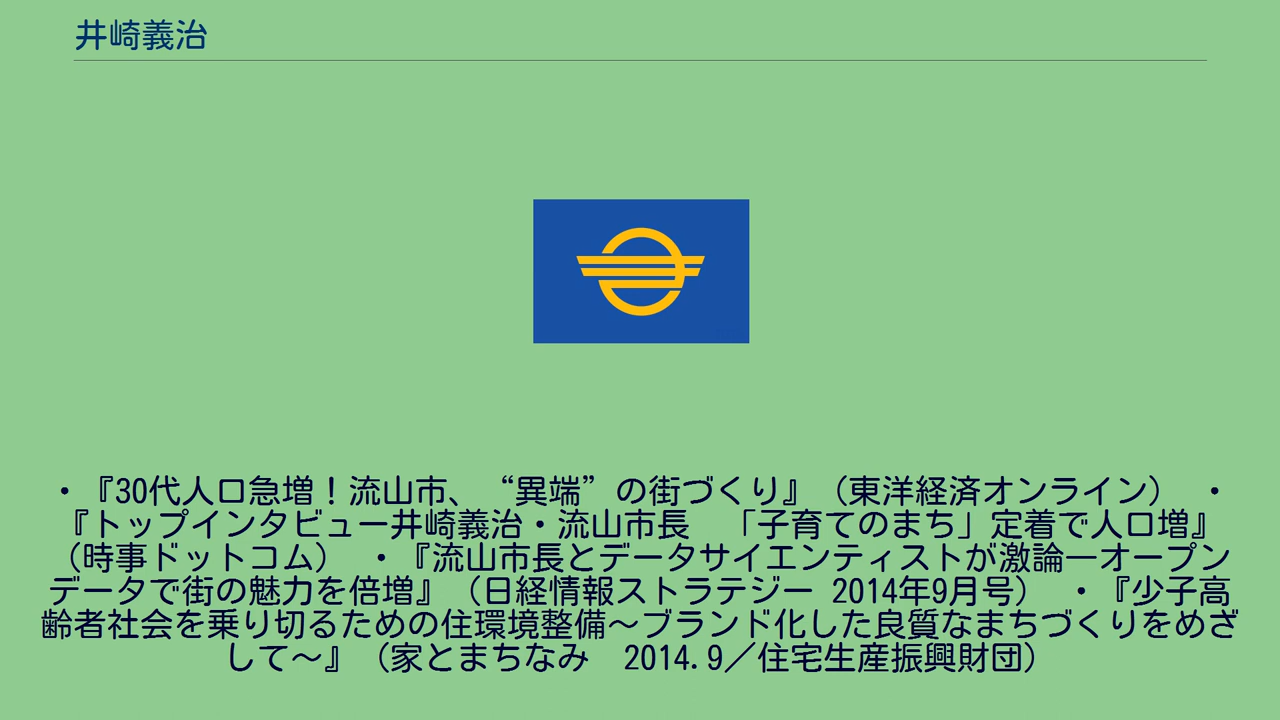 井崎義治
・『30代人口急増！流山市、“異端”の街づくり』（東洋経済オンライン） ・
『トップインタビュー井崎義治・流山市長　「子育てのまち」定着で人口増』
（時事ドットコム） ・『流山市長とデータサイエンティストが激論―オープン
データで街の魅力を倍増』（日経情報ストラテジー 2014年9月号） ・『少子高
齢者社会を乗り切るための住環境整備～ブランド化した良質なまちづくりをめざ
して～』（家とまちなみ　2014.9／住宅生産振興財団）